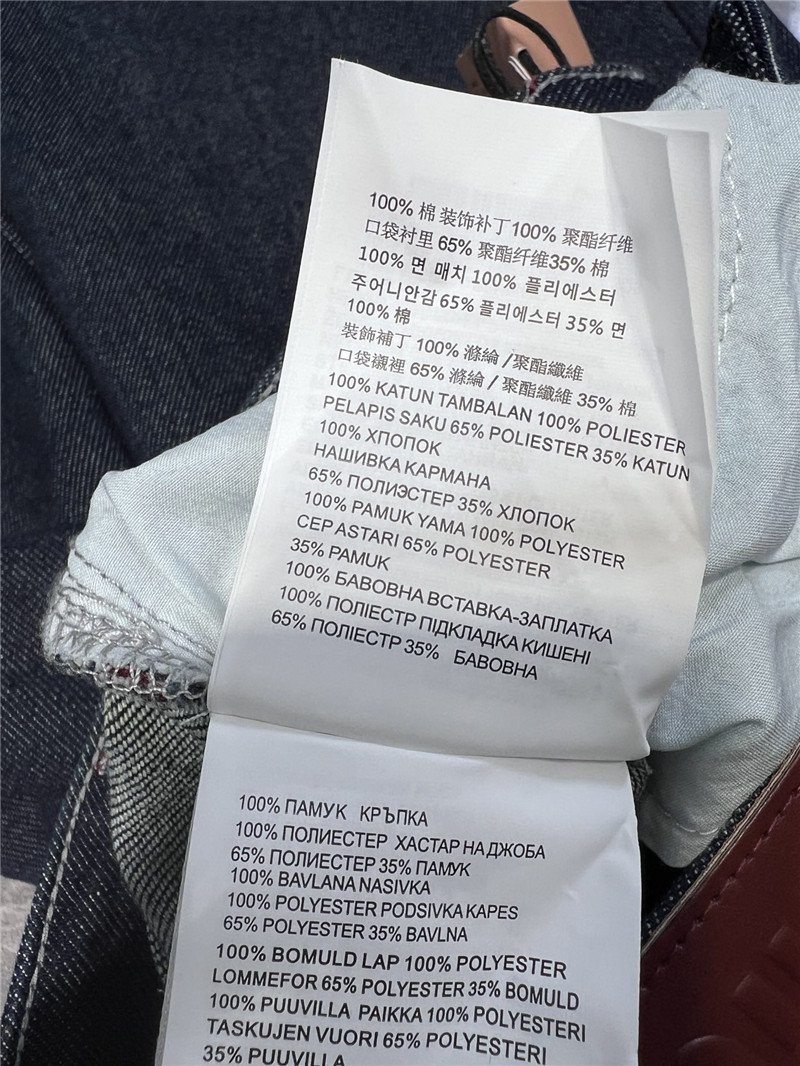 100% 棉 装饰补丁100% 聚酯纤维
口袋衬里 65% 聚酯纤维35% 棉
100% 면 매치 100% 폴리에스터
주어니안감 65% 폴리에스터 35% 면
100% 棉
裝飾補丁 100% 滌綸 /聚酯纖維
口袋襯裡 65% 滌綸 / 聚酯纖維 35% 棉
100% KATUN TAMBALAN 100% POLIESTER
PELAPIS SAKU 65% POLIESTER 35% KATUN
100% ХЛОПОК
НАШИВКА КАРМАНА
65% ПОЛИЭСТЕР 35% ХЛОПОК
100% PAMUK YAMA 100% POLYESTER
CEP ASTARI 65% POLYESTER
35% PAMUK
100% БАВОВНА ВСТАВКА-ЗАПЛАТКА
100% ПОЛІЕСТР ПІДКЛАДКА КИШЕНІ
65% ПОЛІЕСТР 35% БАВОВНА
100% ПАМУК КРЪПКА
100% ПОЛИЕСТЕР ХАСТАР НА ДЖОБА
65% ПОЛИЕСТЕР 35% ПАМУК
100% BAVLANA NASIVKA
100% POLYESTER PODSIVKA KAPES
65% POLYESTER 35% BAVLNA
100% BOMULD LAP 100% POLYESTER
LOMMEFOR 65% POLYESTER 35% BOMULD
100% PUUVILLA PAIKKA 100% POLYESTERI
TASKUJEN VUORI 65% POLYESTERI
35% PUUVILLA